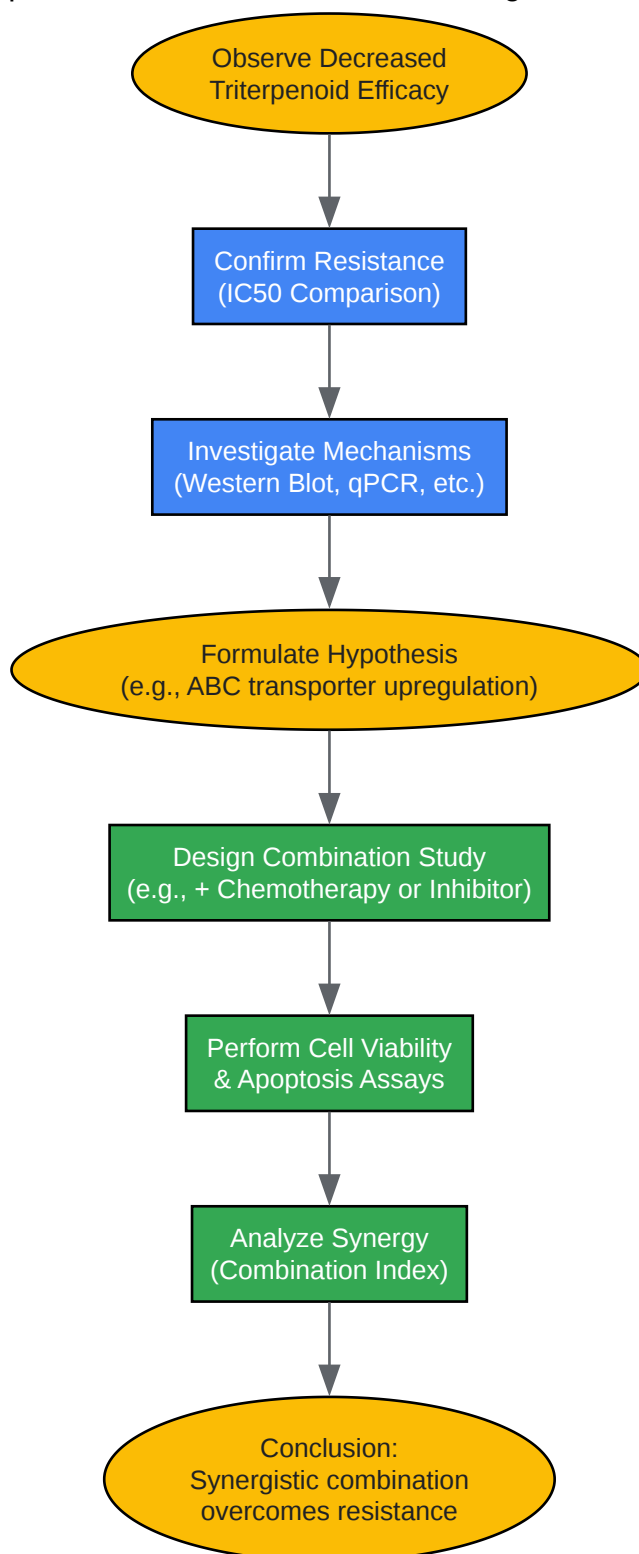 Observe Decreased
Triterpenoid Efficacy
Confirm Resistance
(IC50 Comparison)
Investigate Mechanisms
(Western Blot, qPCR, etc.)
Formulate Hypothesis
(e.g., ABC transporter upregulation)
Design Combination Study
(e.g., + Chemotherapy or Inhibitor)
Perform Cell Viability
& Apoptosis Assays
Analyze Synergy
(Combination Index)
Conclusion:
Synergistic combination
overcomes resistance